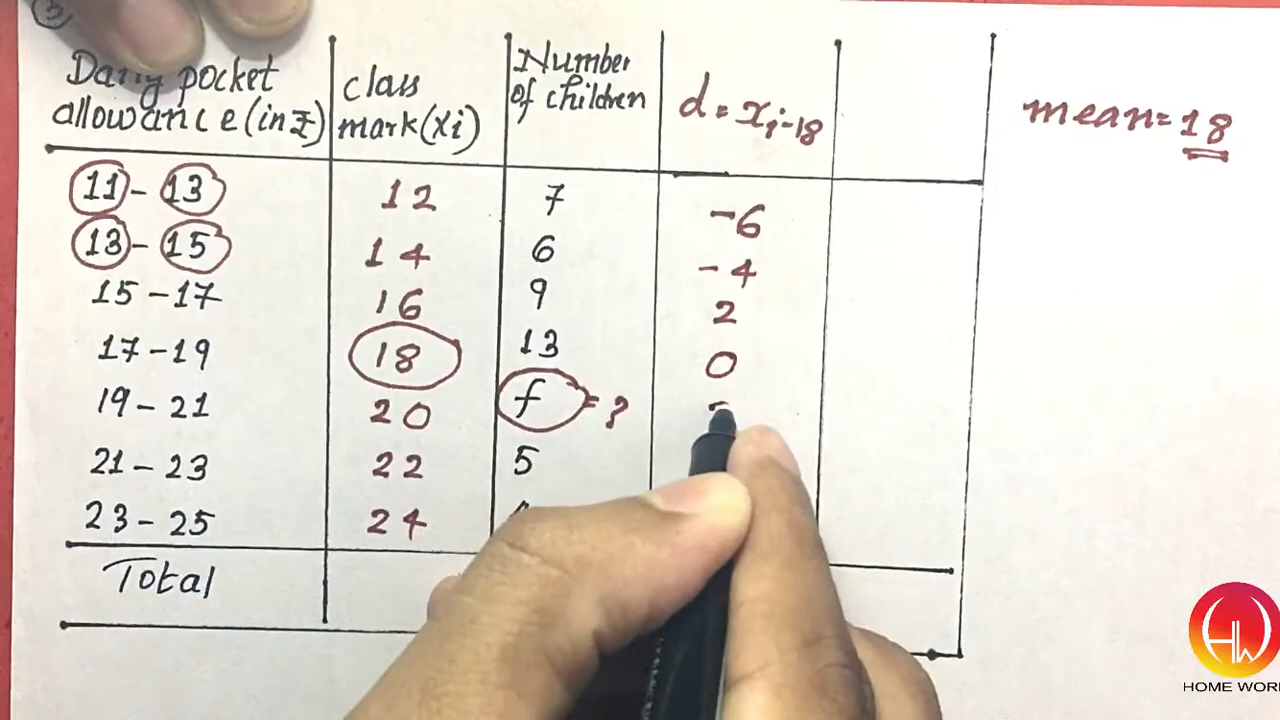 Daily pocket allowance (in ₹)
class mark (xi)
Number of children
d = xi-18
mean = 18
11 - 13 12 7 -6
13 - 15 14 6 -4
15 - 17 16 9 2
17 - 19 18 13 0
19 - 21 20 f = ?
21 - 23 22 5
23 - 25 24
Total
HW
HOME WOR